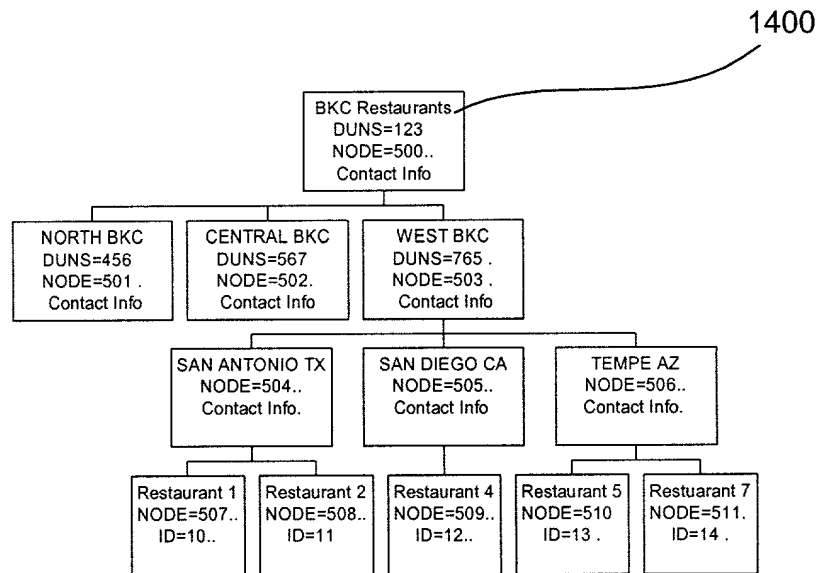 1400
BKC Restaurants
DUNS=123
NODE=500..
Contact Info
NORTH BKC
DUNS=456
NODE=501 .
Contact Info
CENTRAL BKC
DUNS=567
NODE=502.
Contact Info
WEST BKC
DUNS=765 .
NODE=503 .
Contact Info
SAN ANTONIO TX
NODE=504..
Contact Info.
SAN DIEGO CA
NODE=505..
Contact Info
TEMPE AZ
NODE=506..
Contact Info.
Restaurant 1
NODE=507..
ID=10..
Restaurant 2
NODE=508..
ID=11
Restaurant 4
NODE=509..
ID=12..
Restaurant 5
NODE=510
ID=13 .
Restuarant 7
NODE=511.
ID=14 .